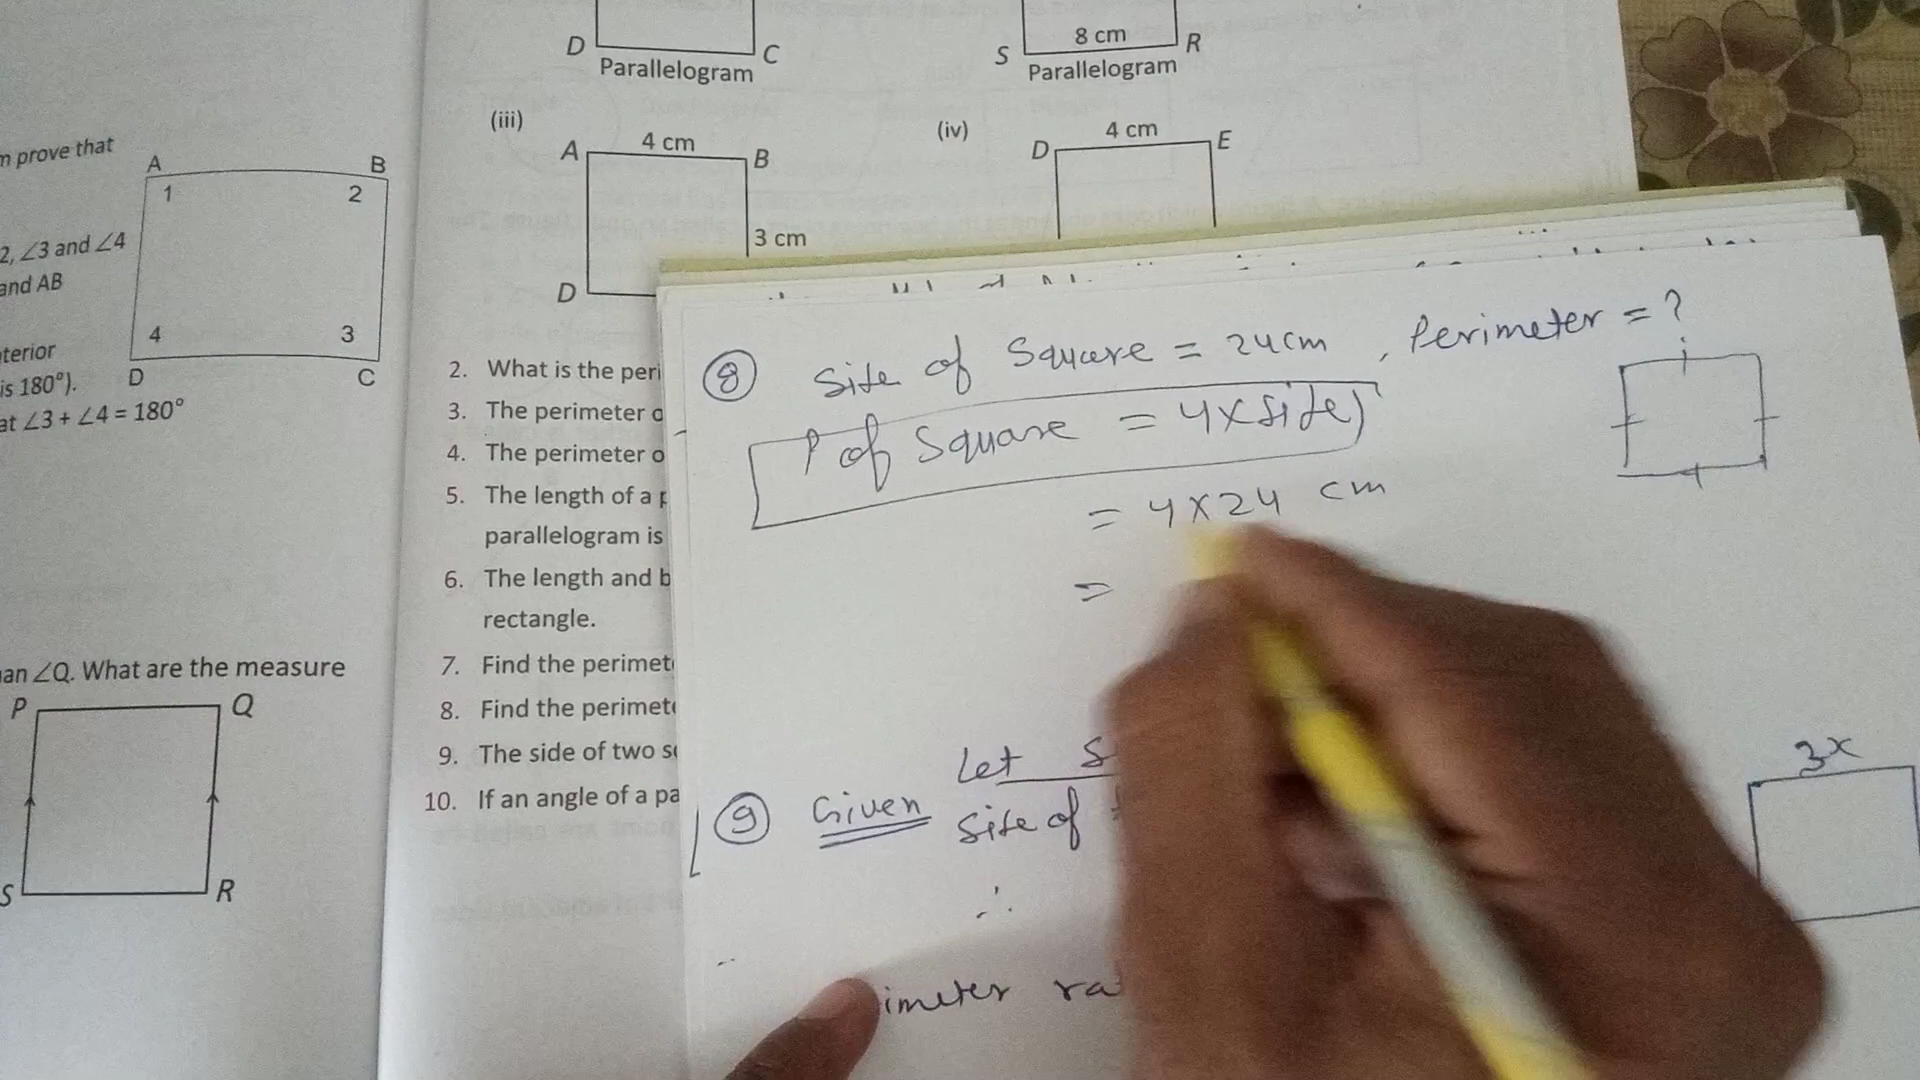 D
C
Parallelogram
8 cm
S
R
Parallelogram
(iii)
4 cm
A
B
3 cm
D
(iv)
4 cm
D
E
prove that
A
B
1
2
2, ∠3 and ∠4
and AB
4
3
D
C
is 180°).
at ∠3 + ∠4 = 180°
∠Q. What are the measure
P
Q
S
R
2. What is the peri
3. The perimeter o
4. The perimeter o
5. The length of a p
parallelogram is
6. The length and b
rectangle.
7. Find the perimet
8. Find the perimet
9. The side of two s
10. If an angle of a pa
8 Side of Square = 24cm, Perimeter = ?
P of Square = 4×side
= 4×24 cm
=
Let S
9 Given Side of
∴
imeter ra
3x